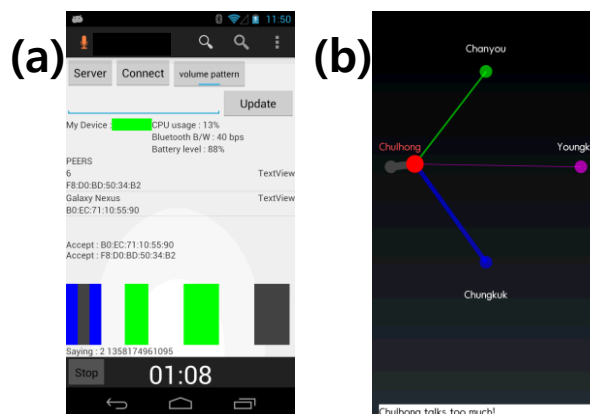 (a)
11:50
Server Connect volume pattern
Update
My Device : CPU usage : 13%
Bluetooth B/W : 40 bps
Battery level : 88%
PEERS
6 TextView
F8:D0:BD:50:34:B2
Galaxy Nexus TextView
B0:EC:71:10:55:90
Accept : B0:EC:71:10:55:90
Accept : F8:D0:BD:50:34:B2
Saying : 2 1358174961095
Stop 01:08
(b)
Chanyou
Chulhong
Youngk
Chungkuk
Chulhong talks too much!